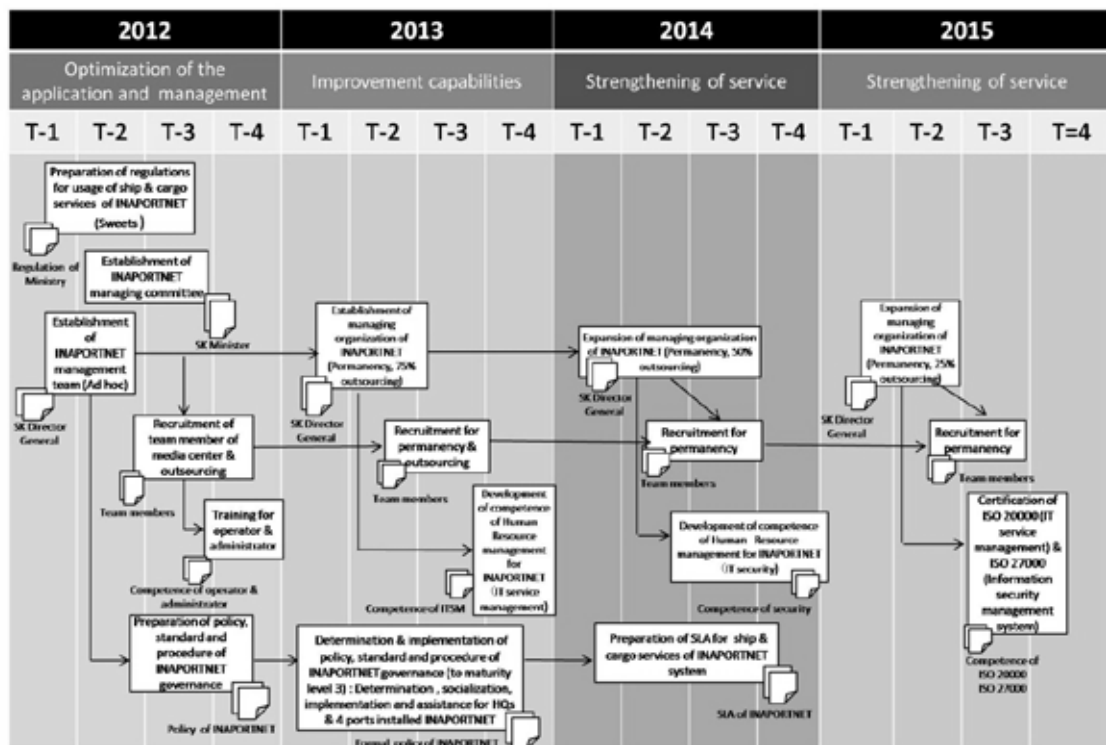 2012
2013
2014
2015
Optimization of the
application and management
Improvement capabilities
Strengthening of service
Strengthening of service
T-1
T-2
T-3
T-4
T-1
T-2
T-3
T-4
T-1
T-2
T-3
T-4
T-1
T-2
T-3
T=4
Preparation of regulations
for usage of ship & cargo
services of INAPORTNET
(Sweets)
Regulation of
Ministry
Establishment of
INAPORTNET
managing committee
SK Minister
Establishment
of
INAPORTNET
management
team (Ad hoc)
SK Director
General
Establishment of
managing
organization of
INAPORTNET
(Permanency, 75%
outsourcing)
SK Director
General
Expansion of managing organization
of INAPORTNET (Permanency, 50%
outsourcing)
SK Director
General
Expansion of
managing
organization of
INAPORTNET
(Permanency, 25%
outsourcing)
SK Director
General
Recruitment of
team member of
media center &
outsourcing
Team members
Recruitment for
permanency &
outsourcing
Team members
Recruitment for
permanency
Team members
Recruitment for
permanency
Team members
Training for
operator &
administrator
Competence of operator &
administrator
Development
of competence
of Human
Resource
management
for
INAPORTNET
(IT service
management)
Competence of ITSM
Development of competence
of Human Resource
management for INAPORTNET
(IT security)
Competence of security
Certification of
ISO 20000 (IT
service
management) &
ISO 27000
(Information
security
management
system)
Competence of
ISO 20000
ISO 27000
Preparation of policy,
standard and
procedure of
INAPORTNET
governance
Policy of INAPORTNET
Determination & implementation of
policy, standard and procedure of
INAPORTNET governance (to maturity
level 3) : Determination , socialization,
implementation and assistance for HQs
& 4 ports installed INAPORTNET
Formal policy of INAPORTNET
Preparation of SLA for ship &
cargo services of INAPORTNET
system
SLA of INAPORTNET